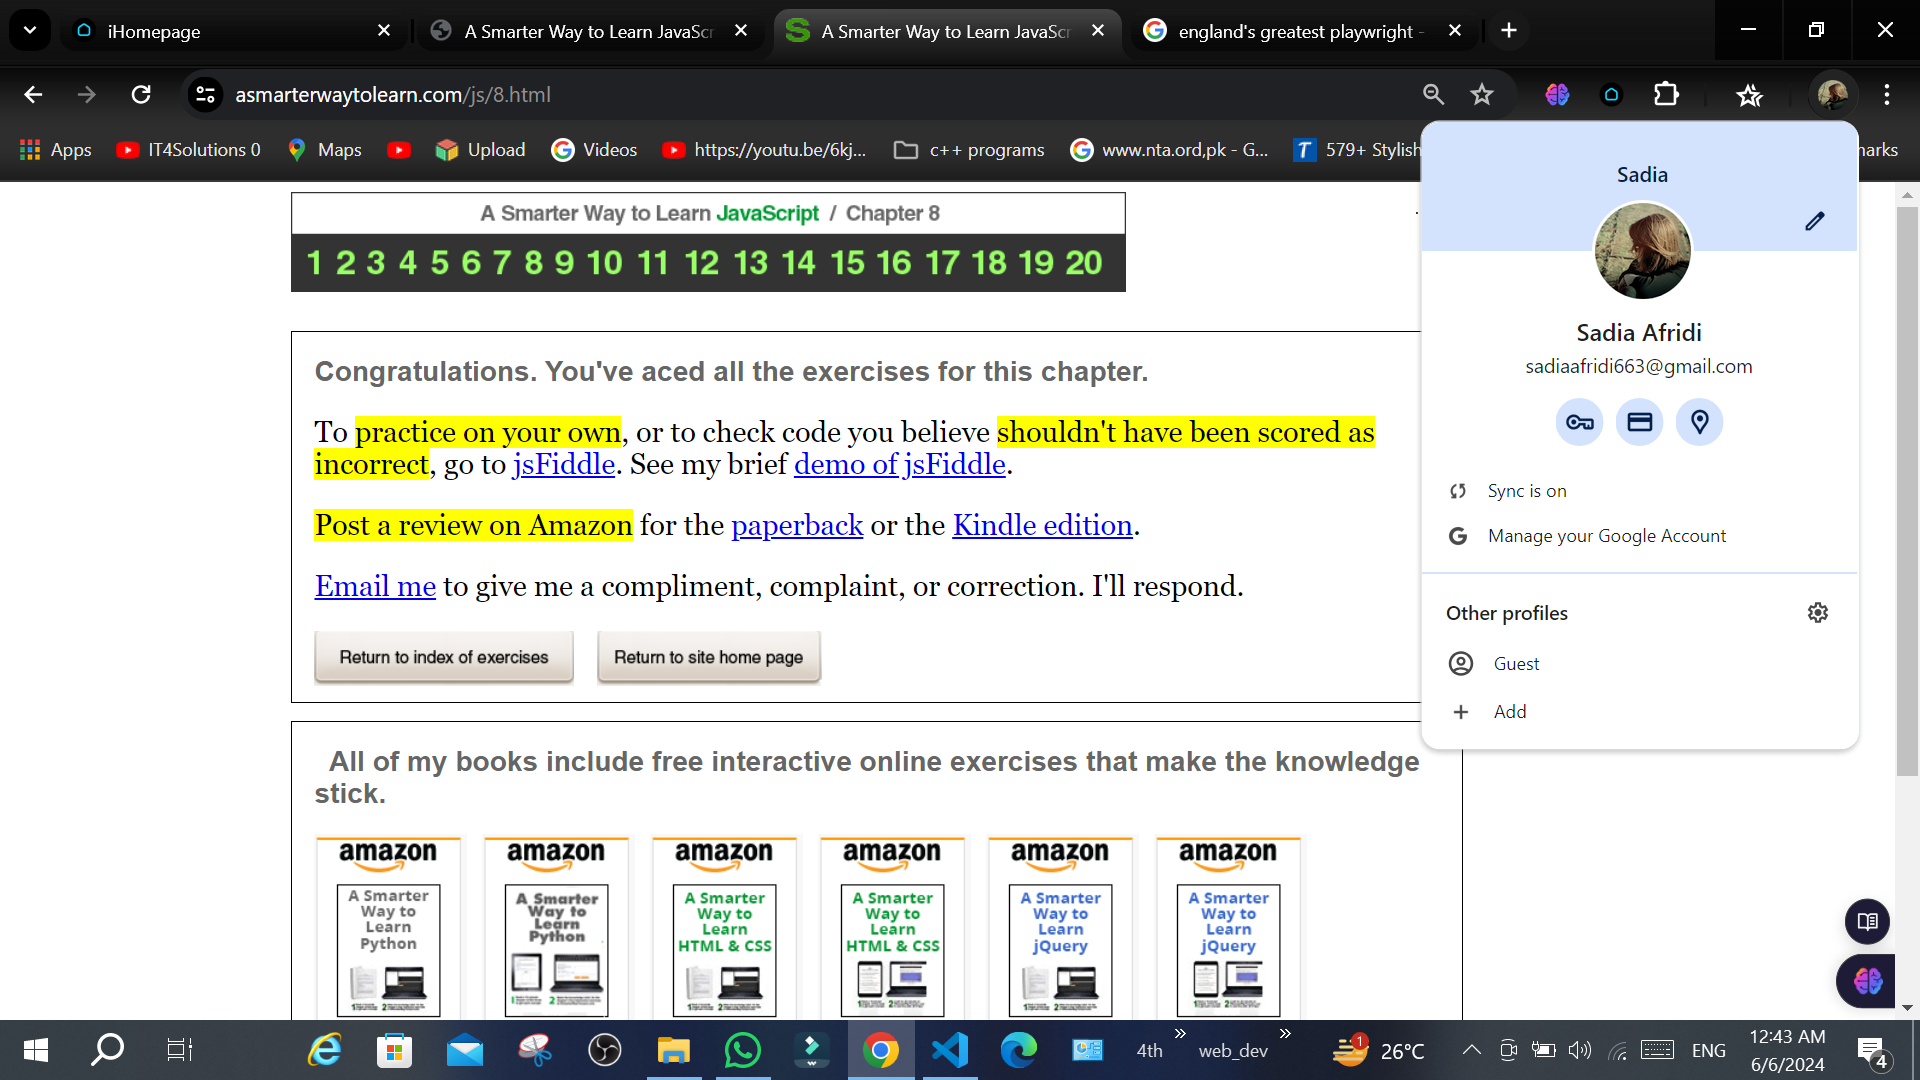 iHomepage
A Smarter Way to Learn JavaScr
A Smarter Way to Learn JavaScr
england's greatest playwright -
asmarterwaytolearn.com/js/8.html
Apps
IT4Solutions 0
Maps
Upload
Videos
https://youtu.be/6kj...
c++ programs
www.nta.ord,pk - G...
579+ Stylish
narks
A Smarter Way to Learn JavaScript / Chapter 8
1 2 3 4 5 6 7 8 9 10 11 12 13 14 15 16 17 18 19 20
Congratulations. You've aced all the exercises for this chapter.
To practice on your own, or to check code you believe shouldn't have been scored as
incorrect, go to jsFiddle. See my brief demo of jsFiddle.
Post a review on Amazon for the paperback or the Kindle edition.
Email me to give me a compliment, complaint, or correction. I'll respond.
Return to index of exercises
Return to site home page
All of my books include free interactive online exercises that make the knowledge
stick.
amazon
A Smarter
Way to
Learn
Python
amazon
A Smarter
Way to
Learn
Python
amazon
A Smarter
Way to
Learn
HTML & CSS
amazon
A Smarter
Way to
Learn
HTML & CSS
amazon
A Smarter
Way to
Learn
jQuery
amazon
A Smarter
Way to
Learn
jQuery
Sadia
Sadia Afridi
sadiaafridi663@gmail.com
Sync is on
Manage your Google Account
Other profiles
Guest
Add
4th
web_dev
1
26°C
ENG
12:43 AM
6/6/2024
4